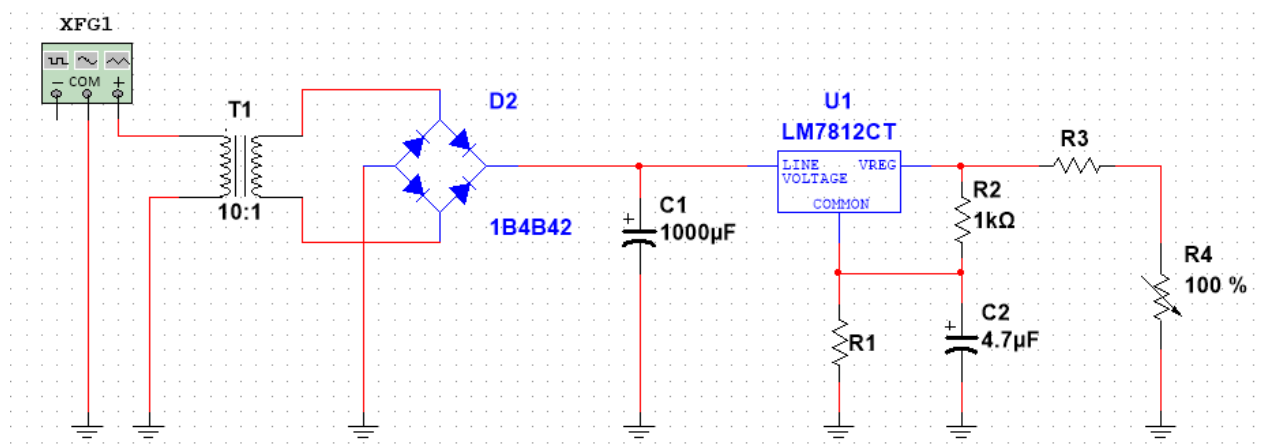 XFG1
− COM +
T1
10:1
D2
1B4B42
C1
1000µF
U1
LM7812CT
LINE VREG
VOLTAGE
COMMON
R2
1kΩ
R1
C2
4.7µF
R3
R4
100 %